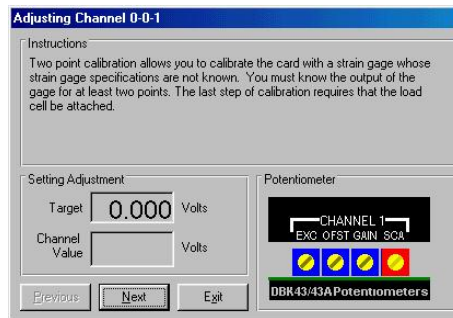 Adjusting Channel 0-0-1
Instructions
Two point calibration allows you to calibrate the card with a strain gage whose
strain gage specifications are not known. You must know the output of the
gage for at least two points. The last step of calibration requires that the load
cell be attached.
Setting Adjustment
Target 0.000 Volts
Channel
Value Volts
Previous Next Exit
Potentiometer
CHANNEL 1
EXC OFST GAIN SCA
DBK43/43A Potentiometers